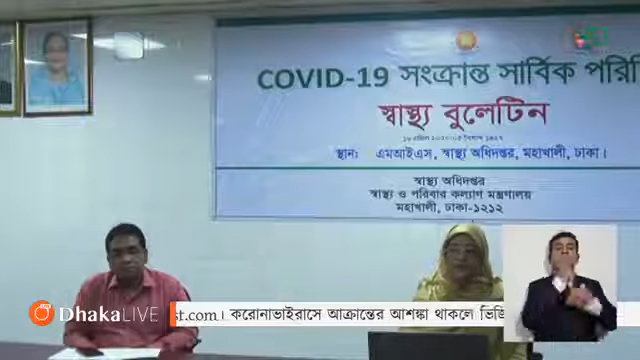 COVID-19 সংক্রান্ত সার্বিক পরি
স্বাস্থ্য বুলেটিন
স্থান: এমআইএস, স্বাস্থ্য অধিদপ্তর, মহাখালী, ঢাকা।
স্বাস্থ্য অধিদপ্তর
স্বাস্থ্য ও পরিবার কল্যাণ মন্ত্রণালয়
মহাখালী, ঢাকা-১২১২
DhakaLIVE
st.com। করোনাভাইরাসে আক্রান্তের আশঙ্কা থাকলে ভিজি